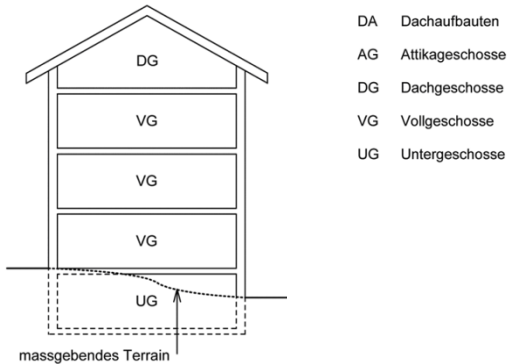 DG
VG
VG
VG
UG
massgebendes Terrain
DA Dachaufbauten
AG Attikageschosse
DG Dachgeschosse
VG Vollgeschosse
UG Untergeschosse